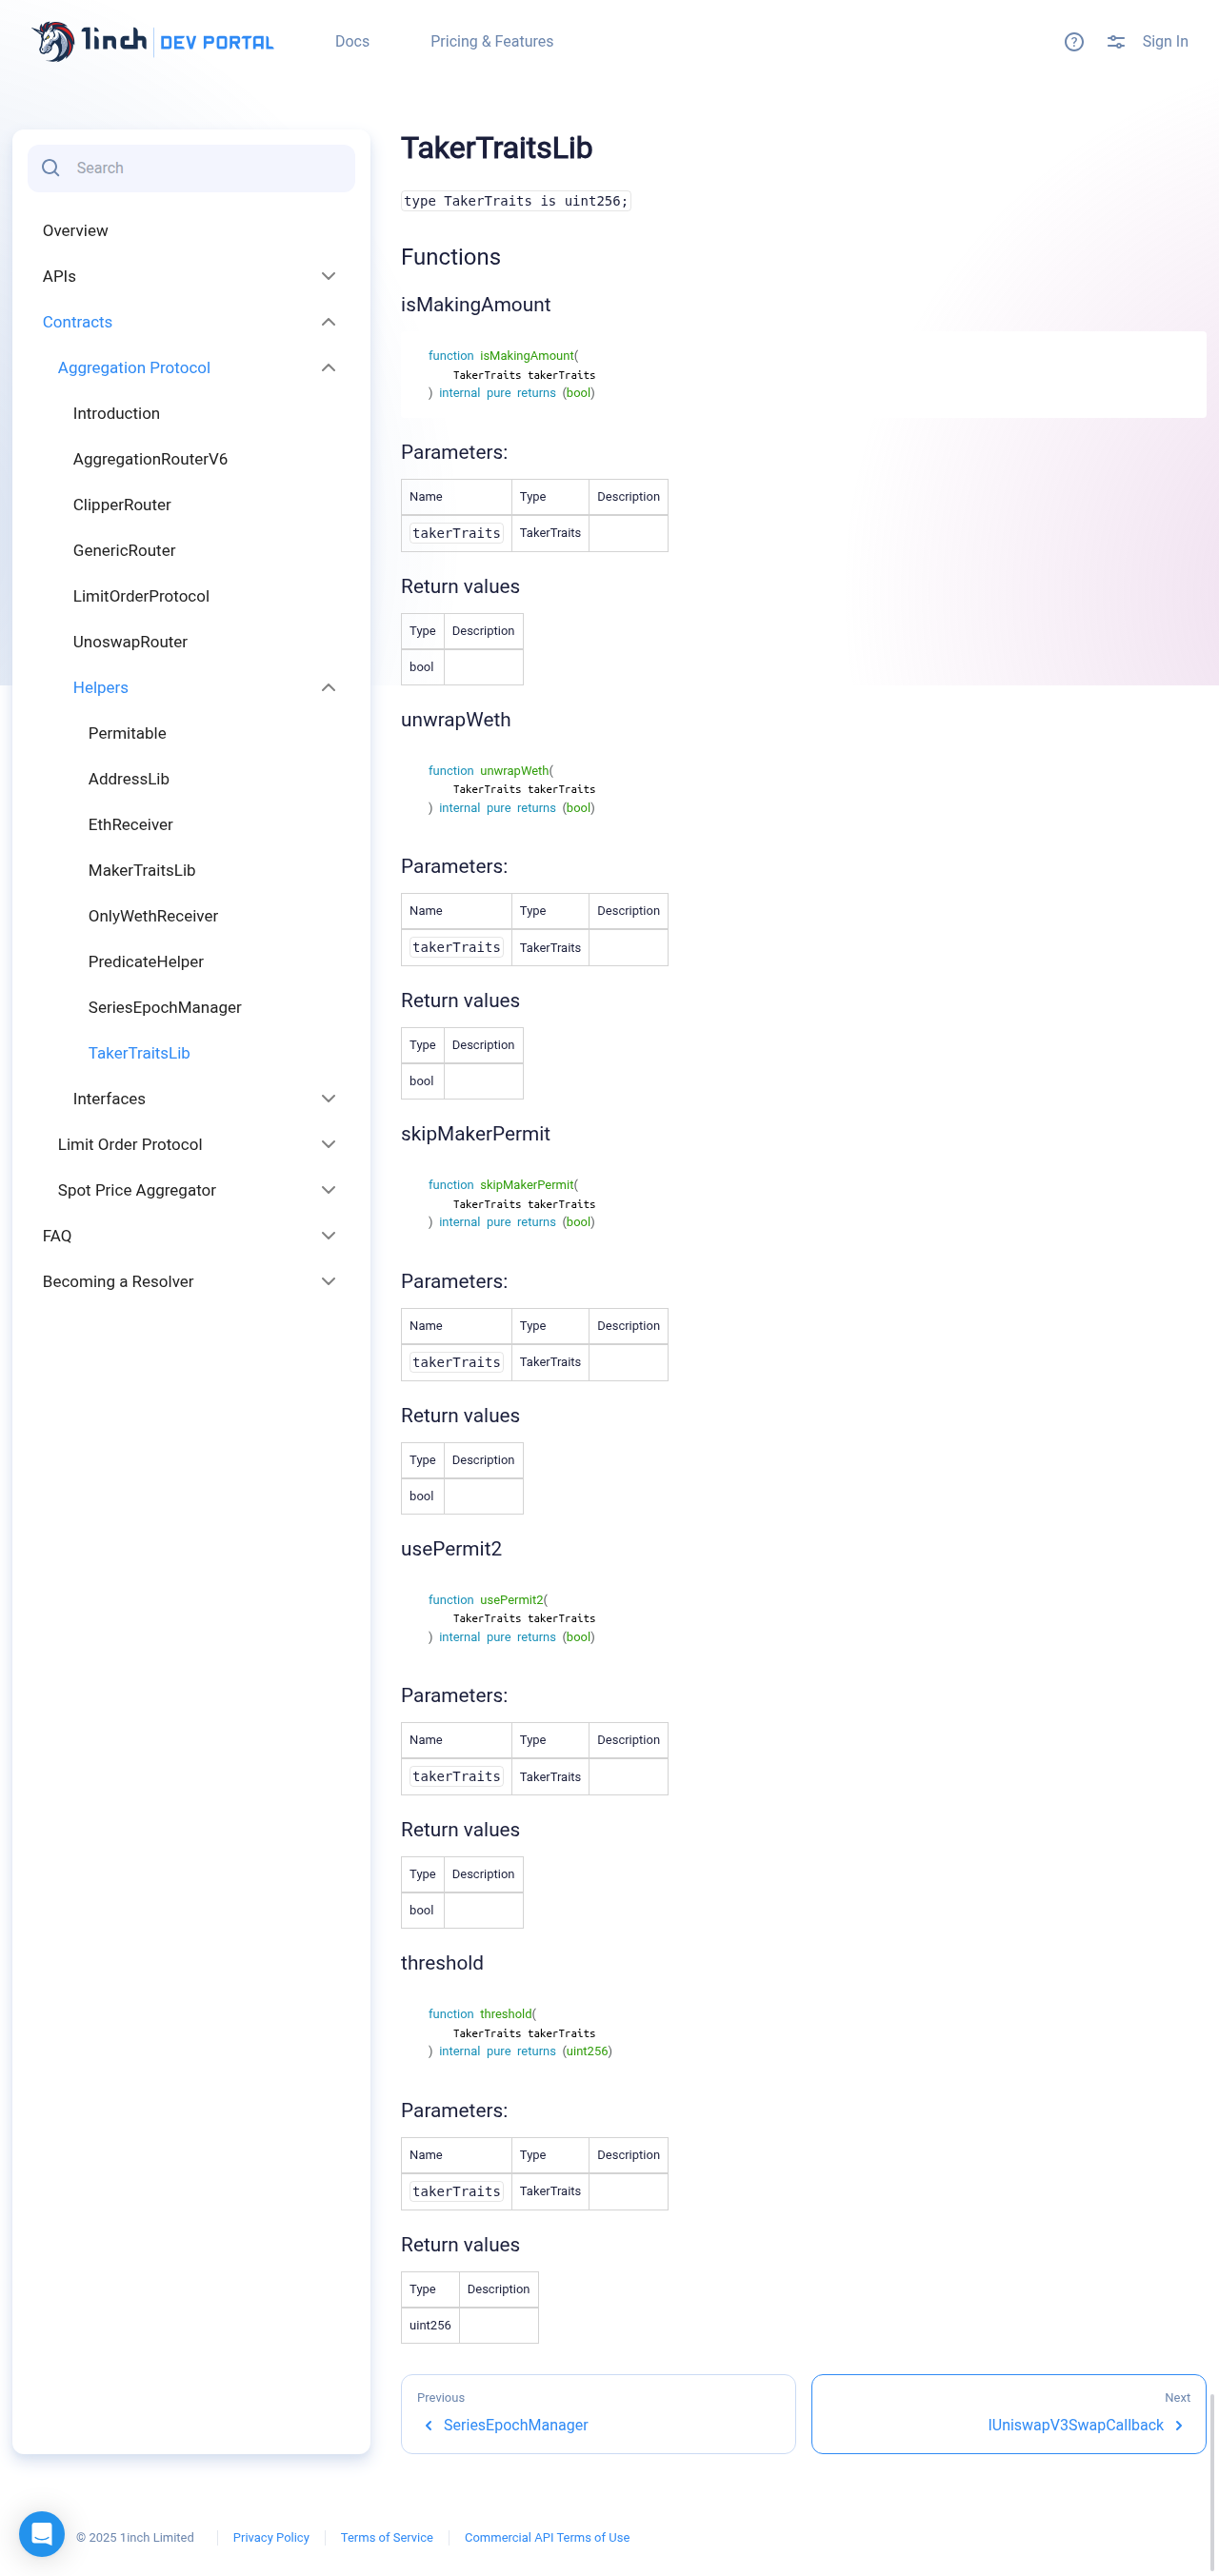 1inch DEV PORTAL
Docs
Pricing & Features
Sign In
Search
Overview
APIs
Contracts
Aggregation Protocol
Introduction
AggregationRouterV6
ClipperRouter
GenericRouter
LimitOrderProtocol
UnoswapRouter
Helpers
Permitable
AddressLib
EthReceiver
MakerTraitsLib
OnlyWethReceiver
PredicateHelper
SeriesEpochManager
TakerTraitsLib
Interfaces
Limit Order Protocol
Spot Price Aggregator
FAQ
Becoming a Resolver
TakerTraitsLib
type TakerTraits is uint256;
Functions
isMakingAmount
function isMakingAmount(
TakerTraits takerTraits
) internal pure returns (bool)
Parameters:
Name Type Description
takerTraits TakerTraits
Return values
Type Description
bool
unwrapWeth
function unwrapWeth(
TakerTraits takerTraits
) internal pure returns (bool)
Parameters:
Name Type Description
takerTraits TakerTraits
Return values
Type Description
bool
skipMakerPermit
function skipMakerPermit(
TakerTraits takerTraits
) internal pure returns (bool)
Parameters:
Name Type Description
takerTraits TakerTraits
Return values
Type Description
bool
usePermit2
function usePermit2(
TakerTraits takerTraits
) internal pure returns (bool)
Parameters:
Name Type Description
takerTraits TakerTraits
Return values
Type Description
bool
threshold
function threshold(
TakerTraits takerTraits
) internal pure returns (uint256)
Parameters:
Name Type Description
takerTraits TakerTraits
Return values
Type Description
uint256
Previous
SeriesEpochManager
Next
IUniswapV3SwapCallback
© 2025 1inch Limited
Privacy Policy
Terms of Service
Commercial API Terms of Use